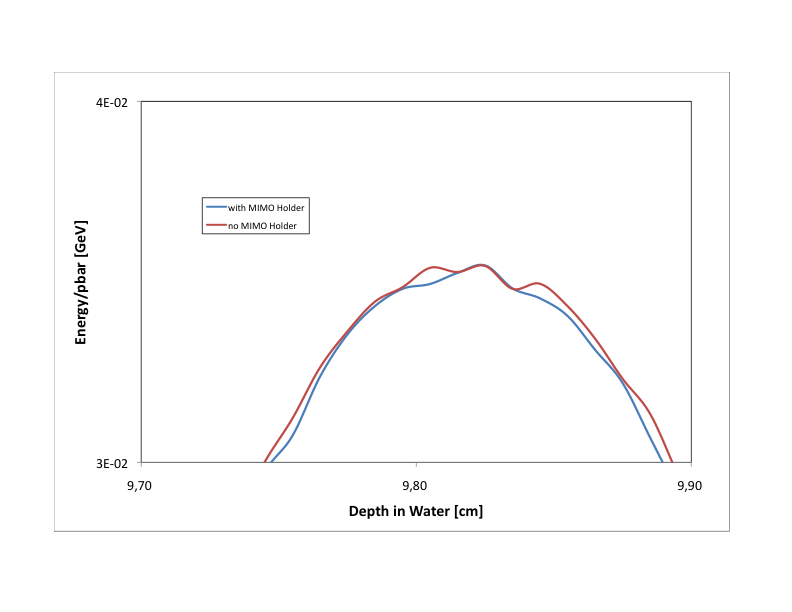 4E-02
with MIMO Holder
no MIMO Holder
Energy/pbar [GeV]
3E-02
9,70
9,80
9,90
Depth in Water [cm]